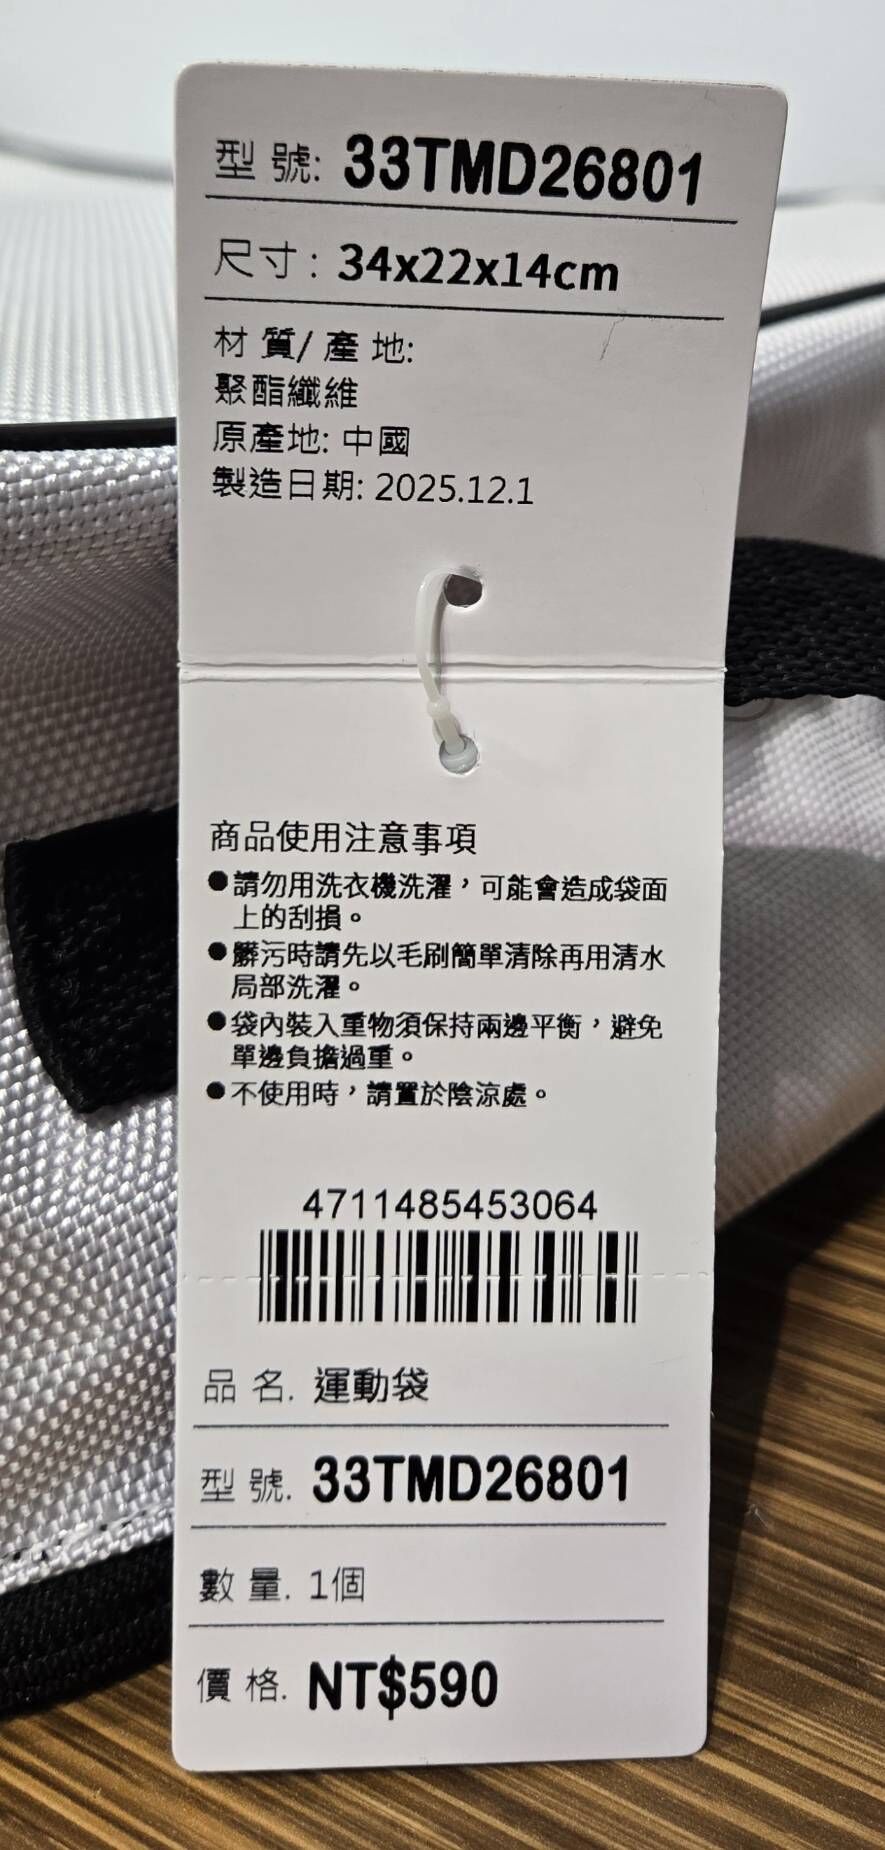 型 號: 33TMD26801
尺寸: 34x22x14cm
材 質/ 產 地:
聚酯纖維
原產地: 中國
製造日期: 2025.12.1
商品使用注意事項
●請勿用洗衣機洗濯，可能會造成袋面
上的刮損。
●髒污時請先以毛刷簡單清除再用清水
局部洗濯。
●袋內裝入重物須保持兩邊平衡，避免
單邊負擔過重。
●不使用時，請置於陰涼處。
4711485453064
品 名. 運動袋
型 號. 33TMD26801
數 量. 1個
價 格. NT$590